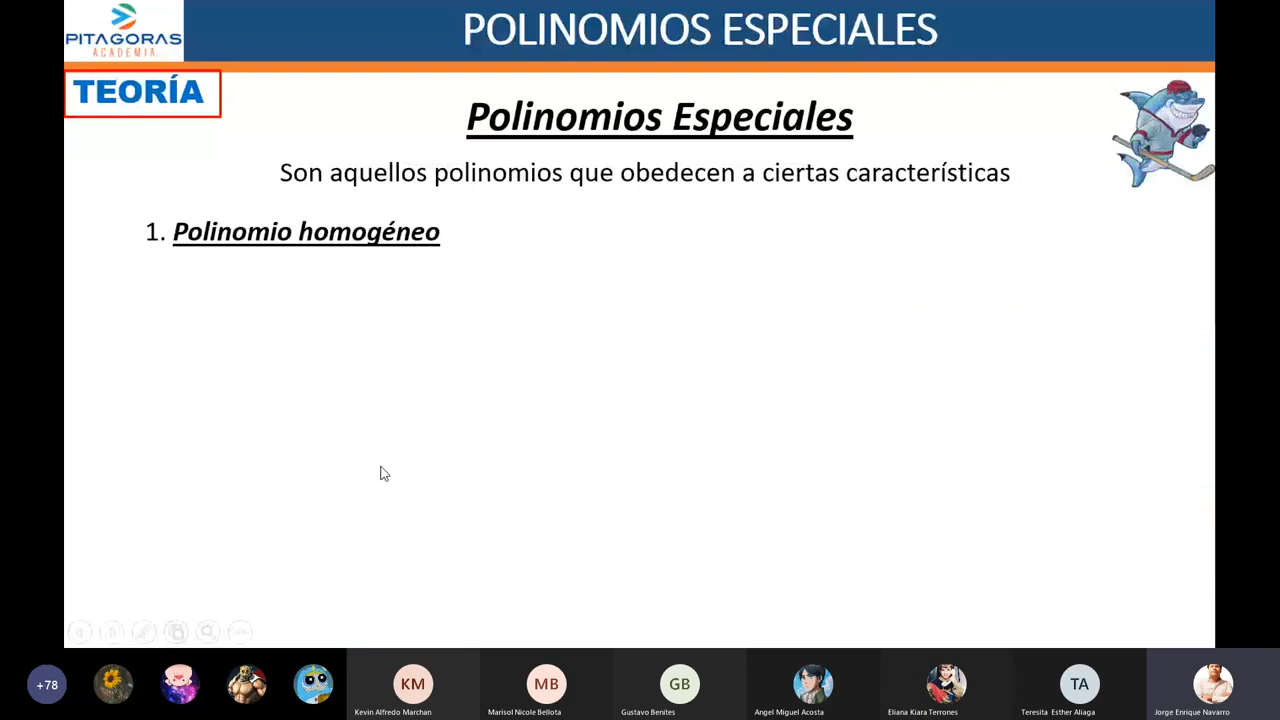 PITAGORAS
ACADEMIA
POLINOMIOS ESPECIALES
TEORÍA
Polinomios Especiales
Son aquellos polinomios que obedecen a ciertas características
1. Polinomio homogéneo
+78
KM
MB
GB
TA
Kevin Alfredo Marchan
Marisol Nicole Bellota
Gustavo Benites
Angel Miguel Acosta
Eliana Kiara Terrones
Teresita Esther Aliaga
Jorge Enrique Navarro